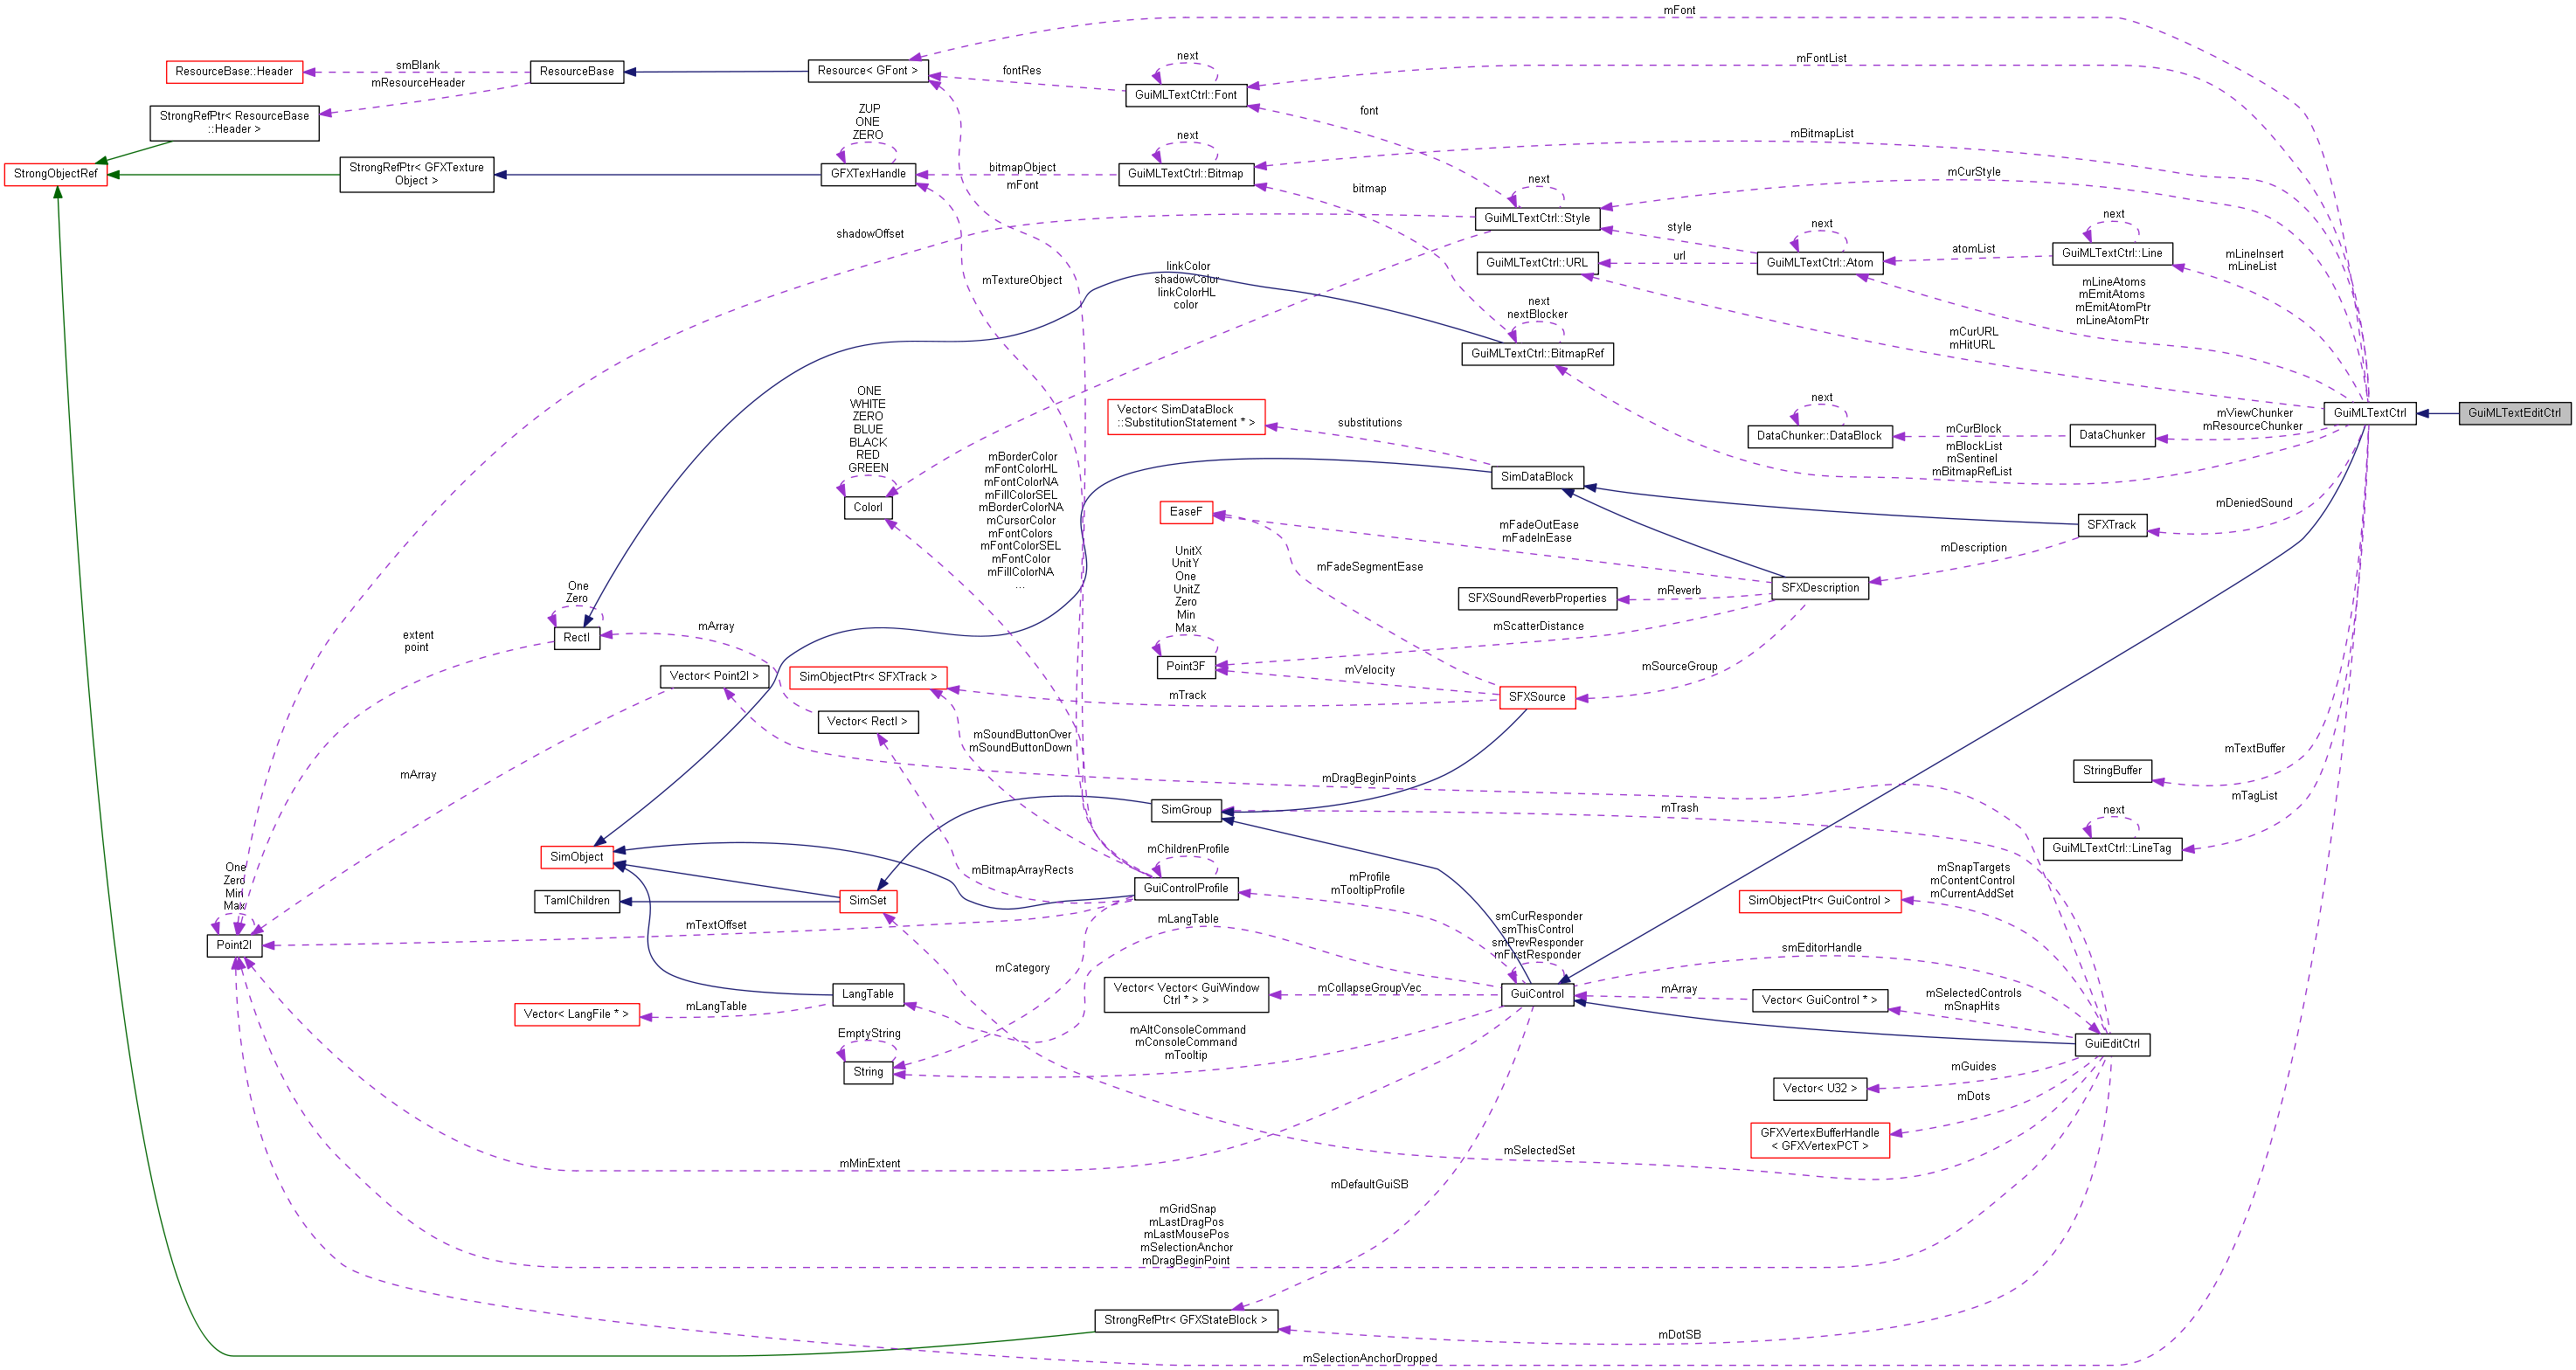 mFont
next
mFontList
ResourceBase::Header
smBlank
mResourceHeader
ResourceBase
Resource< GFont >
fontRes
GuiMLTextCtrl::Font
StrongRefPtr< ResourceBase
::Header >
ZUP
ONE
ZERO
font
next
mBitmapList
StrongObjectRef
StrongRefPtr< GFXTexture
Object >
GFXTexHandle
bitmapObject
mFont
GuiMLTextCtrl::Bitmap
bitmap
next
mCurStyle
GuiMLTextCtrl::Style
shadowOffset
style
next
next
atomList
GuiMLTextCtrl::Line
mLineInsert
mLineList
GuiMLTextCtrl::URL
url
GuiMLTextCtrl::Atom
mTextureObject
linkColor
shadowColor
linkColorHL
color
next
nextBlocker
mLineAtoms
mEmitAtoms
mEmitAtomPtr
mLineAtomPtr
mCurURL
mHitURL
GuiMLTextCtrl::BitmapRef
ONE
WHITE
ZERO
BLUE
BLACK
RED
GREEN
ColorI
Vector< SimDataBlock
::SubstitutionStatement * >
substitutions
next
DataChunker::DataBlock
mCurBlock
DataChunker
mViewChunker
mResourceChunker
GuiMLTextCtrl
GuiMLTextEditCtrl
mBlockList
mSentinel
mBitmapRefList
mBorderColor
mFontColorHL
mFontColorNA
mFillColorSEL
mBorderColorNA
mCursorColor
mFontColors
mFontColorSEL
mFontColor
mFillColorNA
...
SimDataBlock
EaseF
mFadeOutEase
mFadeInEase
mDeniedSound
SFXTrack
mDescription
UnitX
UnitY
One
UnitZ
Zero
Min
Max
mFadeSegmentEase
SFXSoundReverbProperties
mReverb
SFXDescription
One
Zero
RectI
mArray
mScatterDistance
extent
point
Point3F
mVelocity
mSourceGroup
Vector< Point2I >
SimObjectPtr< SFXTrack >
mTrack
SFXSource
Vector< RectI >
mSoundButtonOver
mSoundButtonDown
mArray
mDragBeginPoints
mTextBuffer
StringBuffer
SimGroup
mTrash
mTagList
next
GuiMLTextCtrl::LineTag
SimObject
mChildrenProfile
One
Zero
Min
Max
mBitmapArrayRects
GuiControlProfile
mProfile
mTooltipProfile
mSnapTargets
mContentControl
mCurrentAddSet
TamlChildren
SimSet
SimObjectPtr< GuiControl >
mTextOffset
mLangTable
smCurResponder
smThisControl
smPrevResponder
mFirstResponder
Point2I
smEditorHandle
mCategory
LangTable
Vector< Vector< GuiWindow
Ctrl * > >
mCollapseGroupVec
GuiControl
mArray
Vector< GuiControl * >
mSelectedControls
mSnapHits
Vector< LangFile * >
mLangTable
EmptyString
String
mAltConsoleCommand
mConsoleCommand
mTooltip
GuiEditCtrl
mGuides
Vector< U32 >
mDots
GFXVertexBufferHandle
< GFXVertexPCT >
mMinExtent
mSelectedSet
mDefaultGuiSB
mGridSnap
mLastDragPos
mLastMousePos
mSelectionAnchor
mDragBeginPoint
StrongRefPtr< GFXStateBlock >
mDotSB
mSelectionAnchorDropped